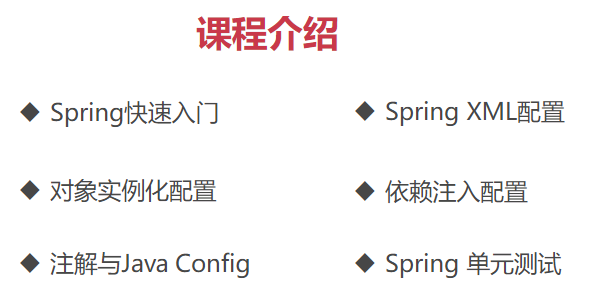 课程介绍
◆ Spring快速入门
◆ Spring XML配置
◆ 对象实例化配置
◆ 依赖注入配置
◆ 注解与Java Config
◆ Spring 单元测试